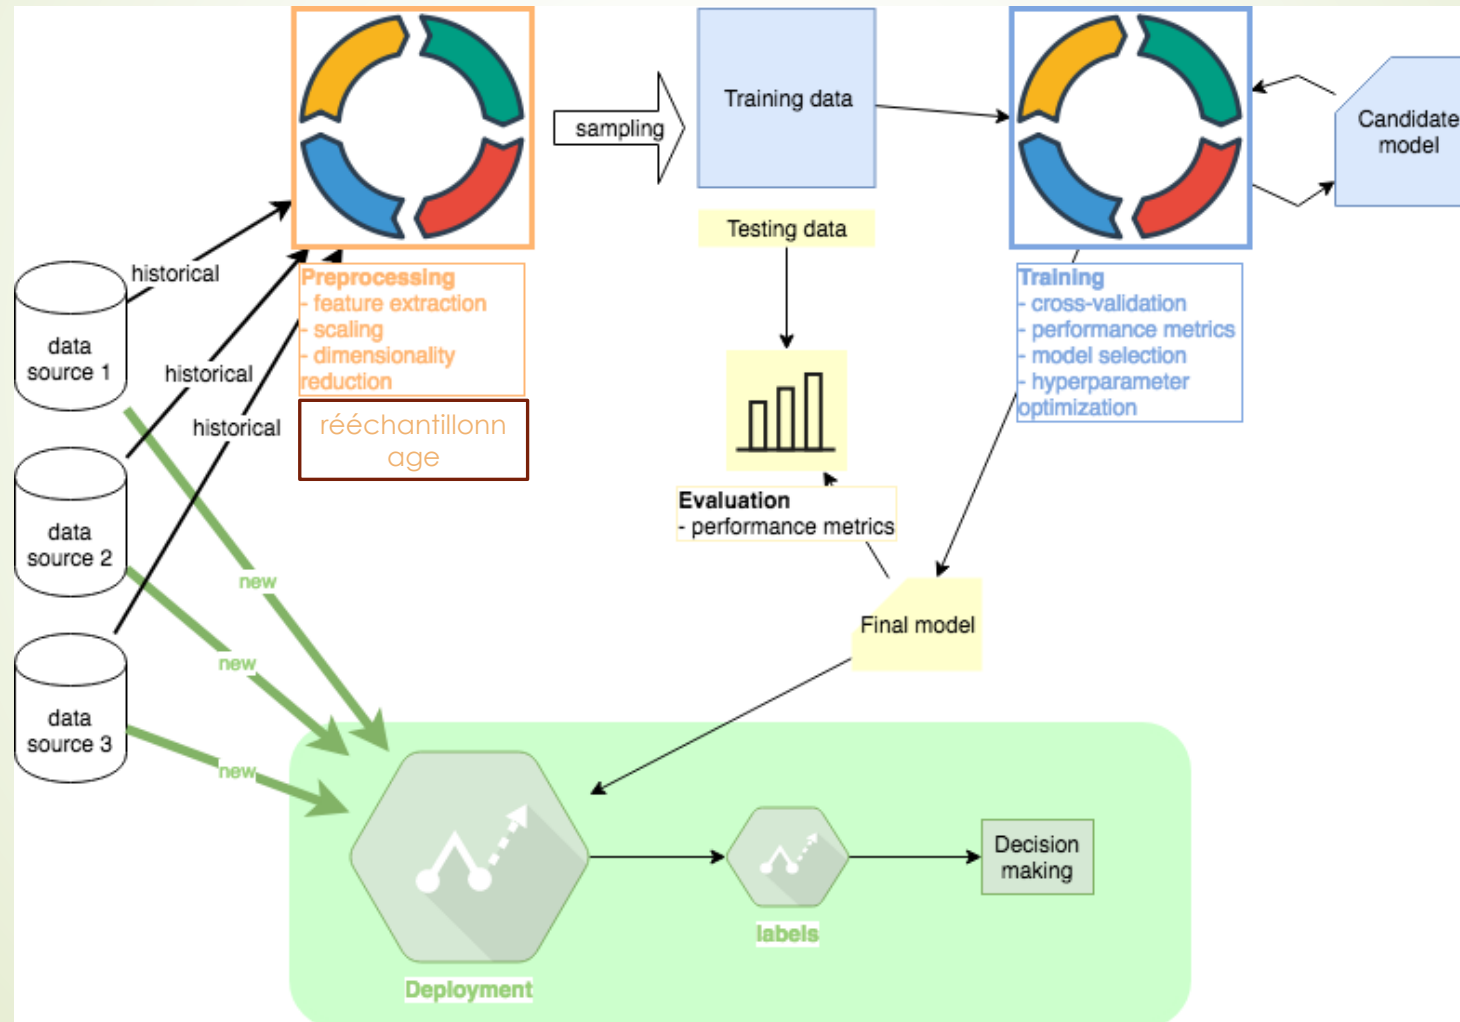 sampling
Training data
Candidate
model
Testing data
historical
historical
historical
data
source 1
data
source 2
data
source 3
Preprocessing
- feature extraction
- scaling
- dimensionality
reduction
rééchantillonn
age
Training
- cross-validation
- performance metrics
- model selection
- hyperparameter
optimization
Evaluation
- performance metrics
Final model
new
new
new
Deployment
labels
Decision
making